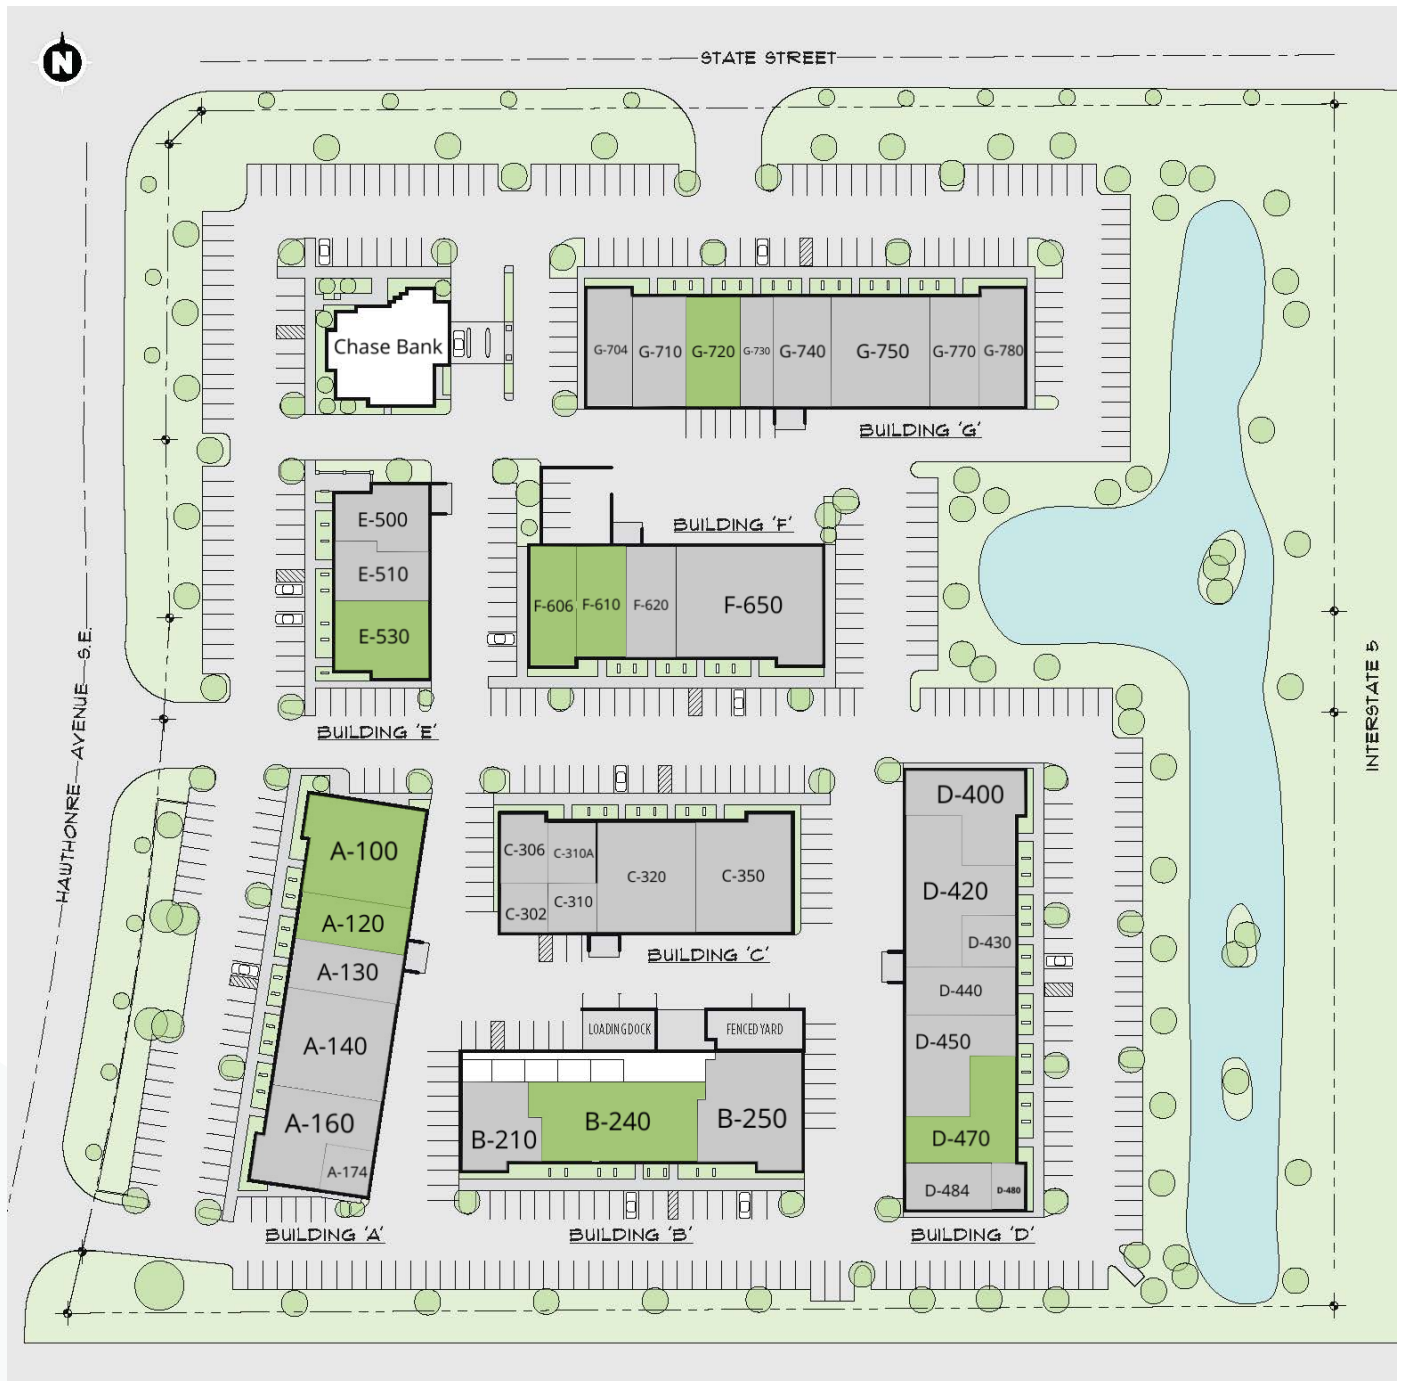 N
STATE STREET
Chase Bank
G-704
G-710
G-720
G-730
G-740
G-750
G-770
G-780
BUILDING 'G'
E-500
E-510
E-530
BUILDING 'E'
BUILDING 'F'
F-606
F-610
F-620
F-650
HAWTHONRE AVENUE S.E.
INTERSTATE 5
A-100
A-120
A-130
A-140
A-160
A-174
BUILDING 'A'
C-306
C-310A
C-302
C-310
C-320
C-350
BUILDING 'C'
D-400
D-420
D-430
D-440
D-450
D-470
D-484
D-480
BUILDING 'D'
LOADING DOCK
FENCED YARD
B-210
B-240
B-250
BUILDING 'B'